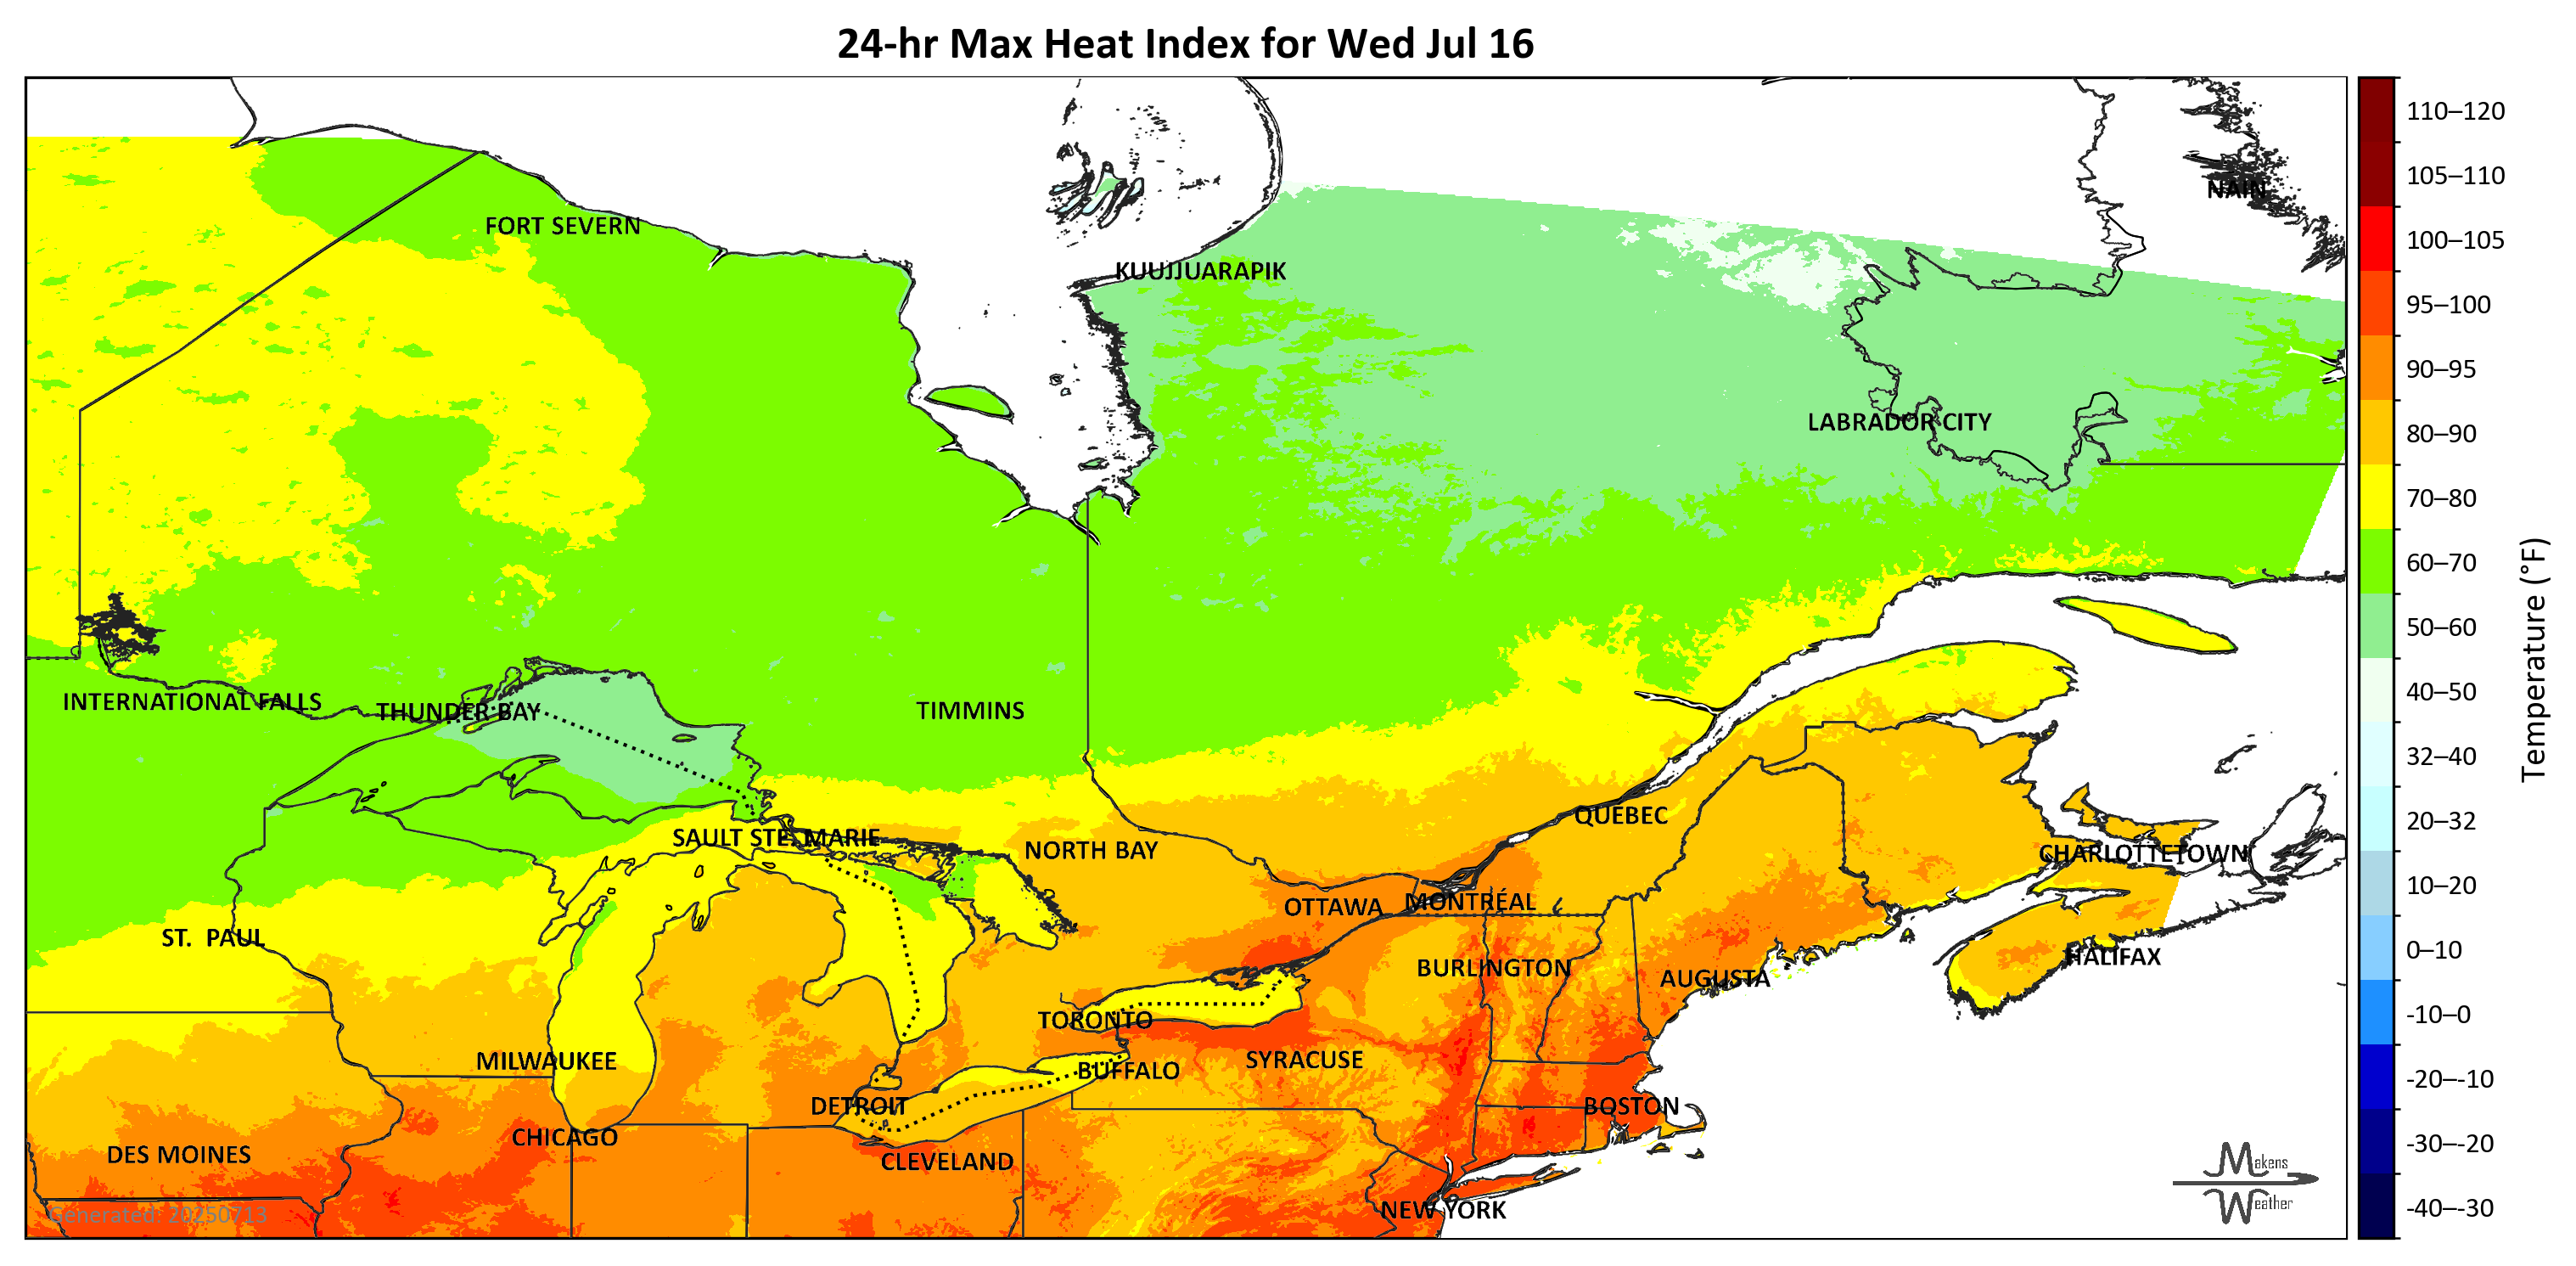 24-hr Max Heat Index for Wed Jul 16
NAIN
FORT SEVERN
KUUJJUARAPIK
LABRADOR CITY
INTERNATIONAL FALLS
THUNDER BAY
TIMMINS
SAULT STE. MARIE
NORTH BAY
QUÉBEC
CHARLOTTETOWN
OTTAWA
MONTRÉAL
ST. PAUL
BURLINGTON
AUGUSTA
HALIFAX
TORONTO
MILWAUKEE
BUFFALO
SYRACUSE
DETROIT
BOSTON
CHICAGO
DES MOINES
CLEVELAND
NEW YORK
Generated: 20250713
Makens
Weather
110–120
105–110
100–105
95–100
90–95
80–90
70–80
60–70
50–60
40–50
32–40
20–32
10–20
0–10
-10–0
-20–-10
-30–-20
-40–-30
Temperature (°F)